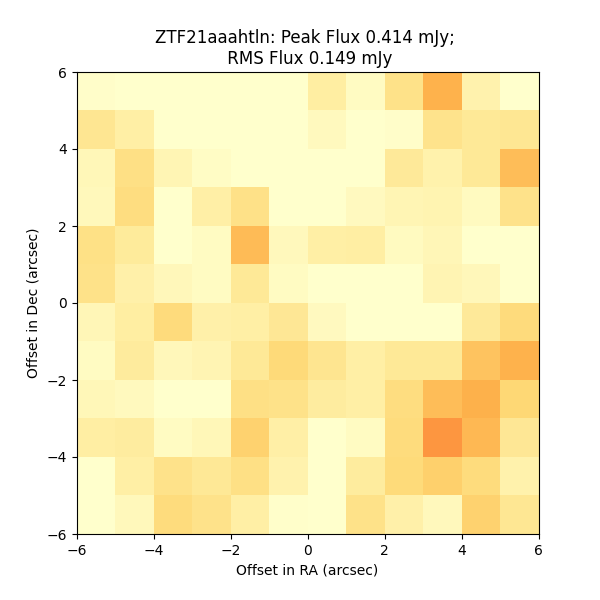 ZTF21aaahtln: Peak Flux 0.414 mJy;
RMS Flux 0.149 mJy
6
4
2
0
−2
−4
−6
Offset in Dec (arcsec)
−6 −4 −2 0 2 4 6
Offset in RA (arcsec)